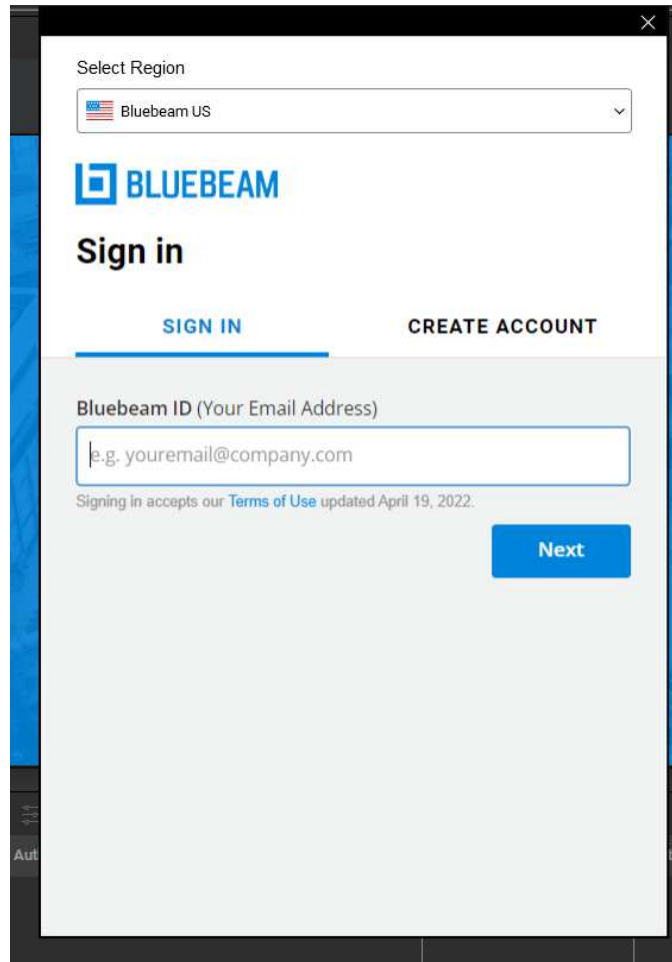 Select Region
Bluebeam US
BLUEBEAM
Sign in
SIGN IN CREATE ACCOUNT
Bluebeam ID (Your Email Address)
e.g. youremail@company.com
Signing in accepts our Terms of Use updated April 19, 2022.
Next
Aut